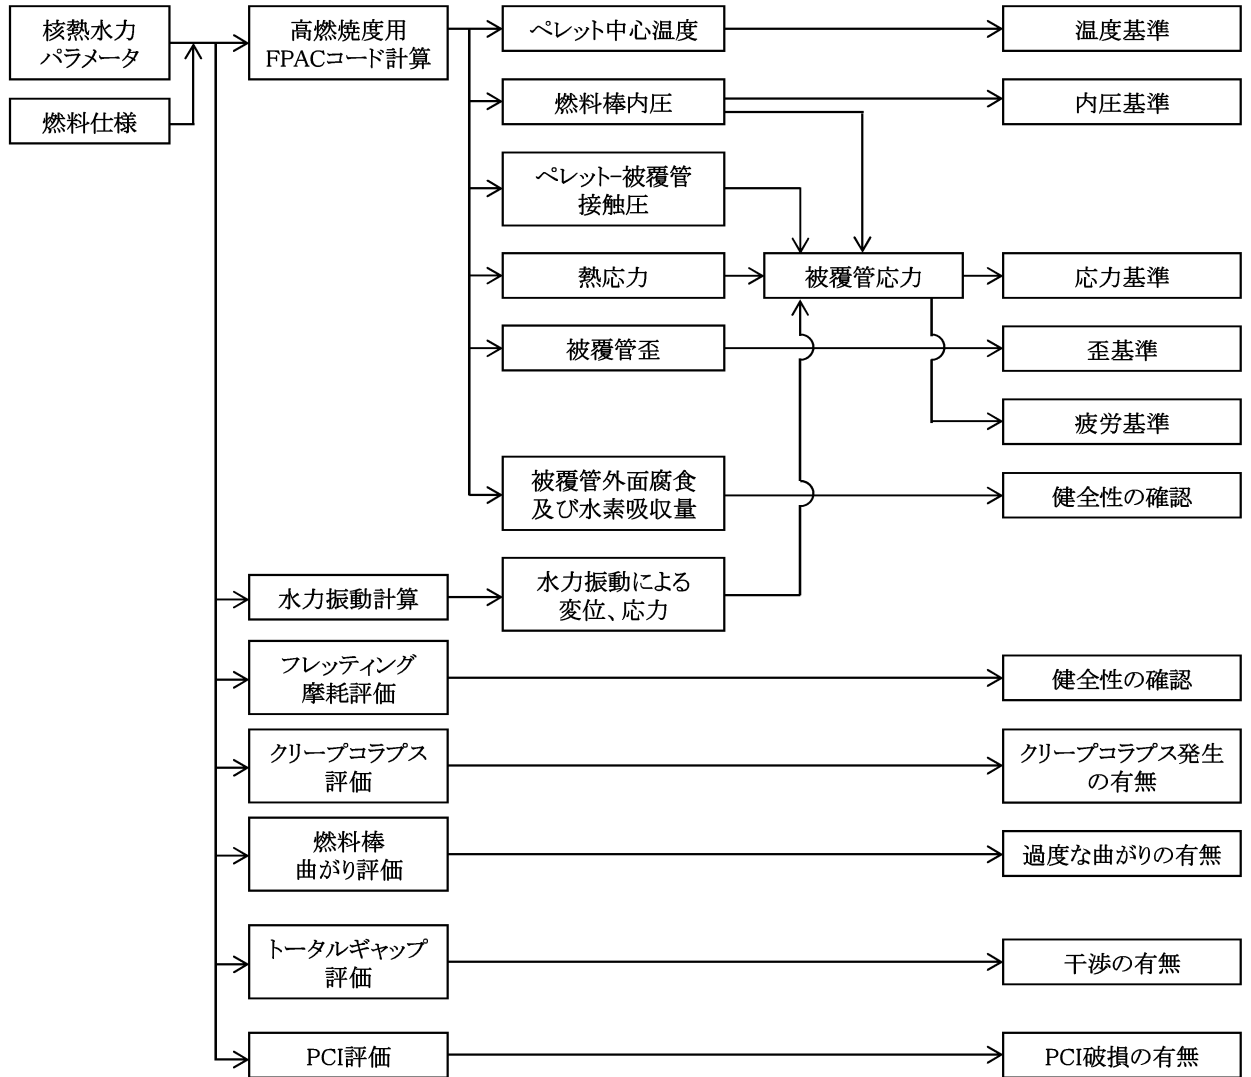 核熱水力
パラメータ
燃料仕様
高燃焼度用
FPACコード計算
ペレット中心温度
温度基準
燃料棒内圧
内圧基準
ペレット−被覆管
接触圧
熱応力
被覆管応力
応力基準
被覆管歪
歪基準
疲労基準
被覆管外面腐食
及び水素吸収量
健全性の確認
水力振動計算
水力振動による
変位、応力
フレッティング
摩耗評価
健全性の確認
クリープコラプス
評価
クリープコラプス発生
の有無
燃料棒
曲がり評価
過度な曲がりの有無
トータルギャップ
評価
干渉の有無
PCI評価
PCI破損の有無